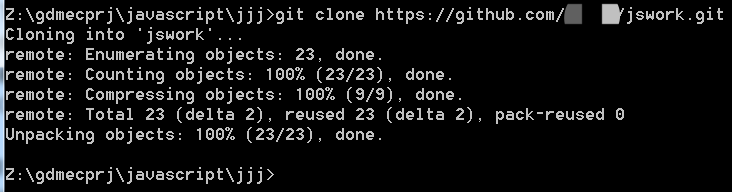 Z:\gdmecprj\javascript\jjj>git clone https://github.com/ /jswork.git
Cloning into 'jswork'...
remote: Enumerating objects: 23, done.
remote: Counting objects: 100% (23/23), done.
remote: Compressing objects: 100% (9/9), done.
remote: Total 23 (delta 2), reused 23 (delta 2), pack-reused 0
Unpacking objects: 100% (23/23), done.
Z:\gdmecprj\javascript\jjj>